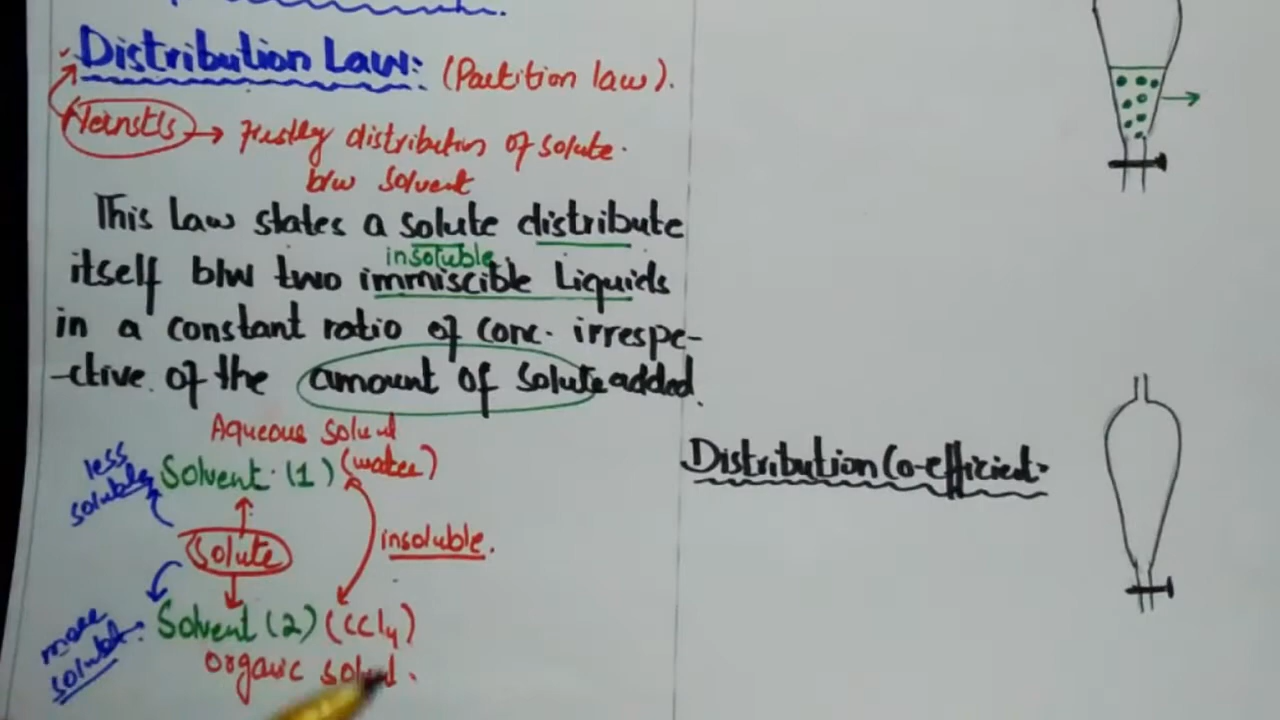 Distribution Law: (Partition law).
Nernsts → Firstly distribution of solute.
b/w solvent
This Law states a solute distribute
insoluble
itself b/w two immiscible Liquids
in a constant ratio of conc. irrespe-
-ctive of the amount of solute added.
Aqueous solvent
less
soluble
Solvent (1) (water)
solute
insoluble.
more
solubl.
Solvent (2) (CCl4)
organic
Distribution Co-efficient: